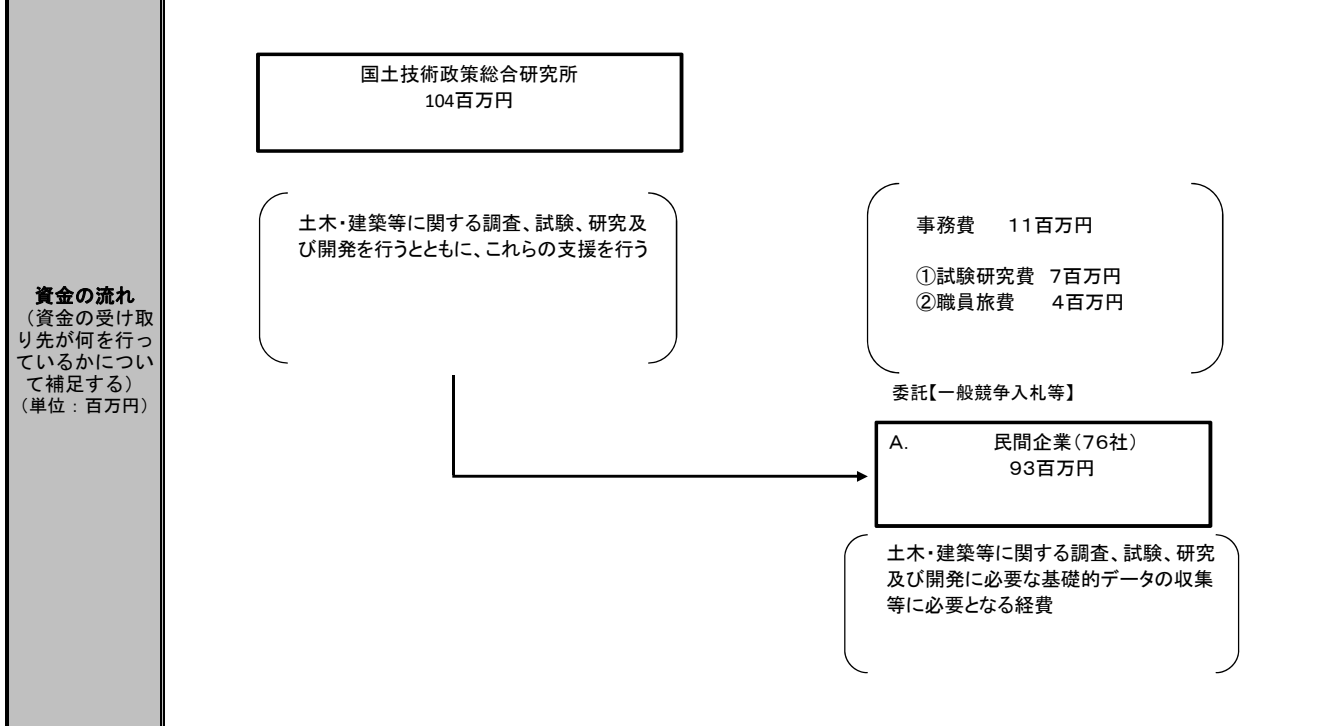 資金の流れ
（資金の受け取
り先が何を行っ
ているかについ
て補足する）
（単位：百万円）
国土技術政策総合研究所
104百万円
土木・建築等に関する調査、試験、研究及
び開発を行うとともに、これらの支援を行う
事務費　　11百万円
①試験研究費　7百万円
②職員旅費　　4百万円
委託【一般競争入札等】
A.　　民間企業（76社）
93百万円
土木・建築等に関する調査、試験、研究
及び開発に必要な基礎的データの収集
等に必要となる経費